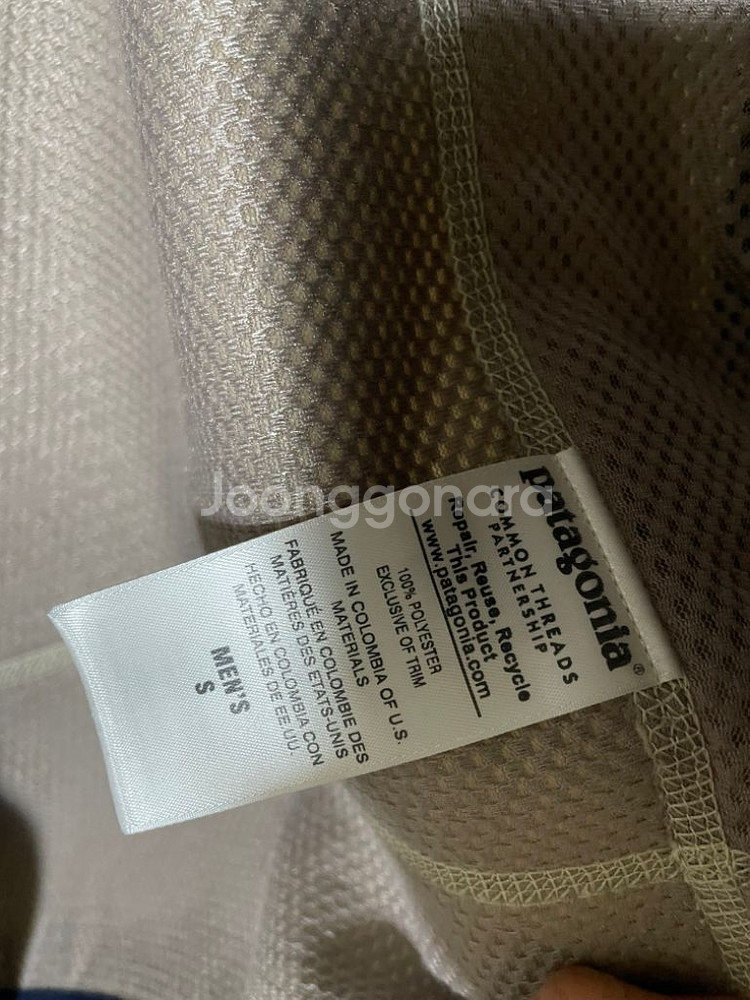 patagonia®
COMMON THREADS
PARTNERSHIP
Repair, Reuse, Recycle
This Product
www.patagonia.com
100% POLYESTER
EXCLUSIVE OF TRIM
MADE IN COLOMBIA OF U.S.
MATERIALS
FABRIQUÉ EN COLOMBIE DES
MATIÈRES DES ETATS-UNIS
HECHO EN COLOMBIA CON
MATERIALES DE EE.UU.
MEN'S
S
Joonggonara